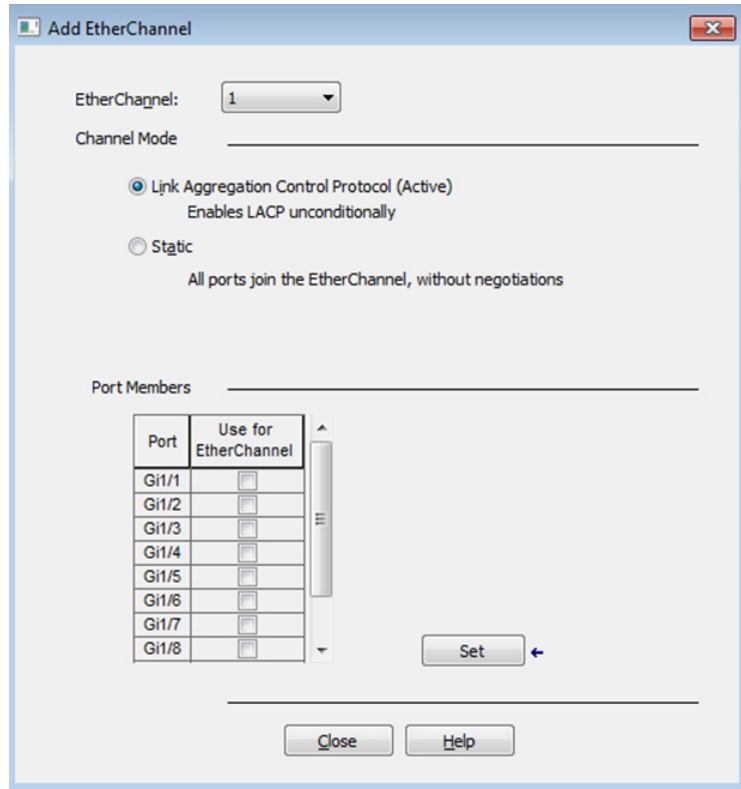 Add EtherChannel
EtherChannel: 1
Channel Mode
Link Aggregation Control Protocol (Active)
Enables LACP unconditionally
Static
All ports join the EtherChannel, without negotiations
Port Members
Port Use for EtherChannel
Gi1/1
Gi1/2
Gi1/3
Gi1/4
Gi1/5
Gi1/6
Gi1/7
Gi1/8
Set
Close Help